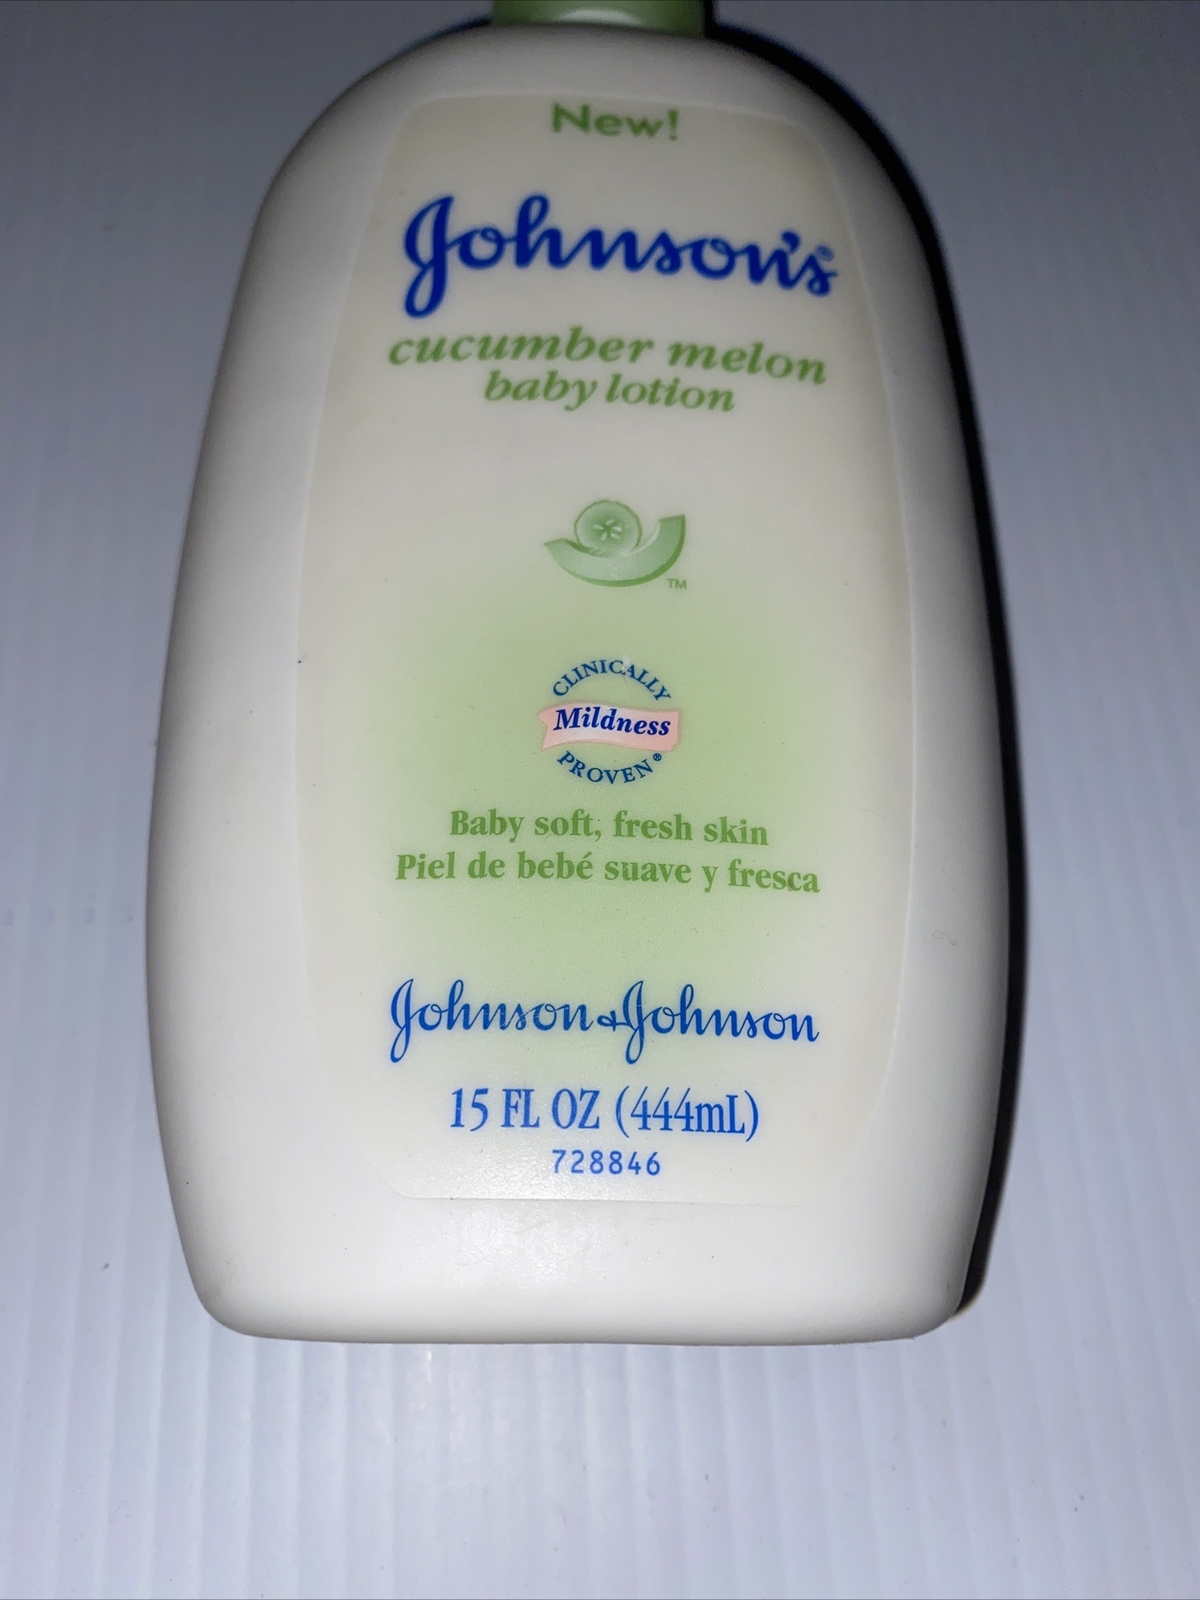 New!
Johnson's®
cucumber melon
baby lotion
TM
CLINICALLY
Mildness
PROVEN®
Baby soft, fresh skin
Piel de bebé suave y fresca
Johnson & Johnson
15 FL OZ (444mL)
728846